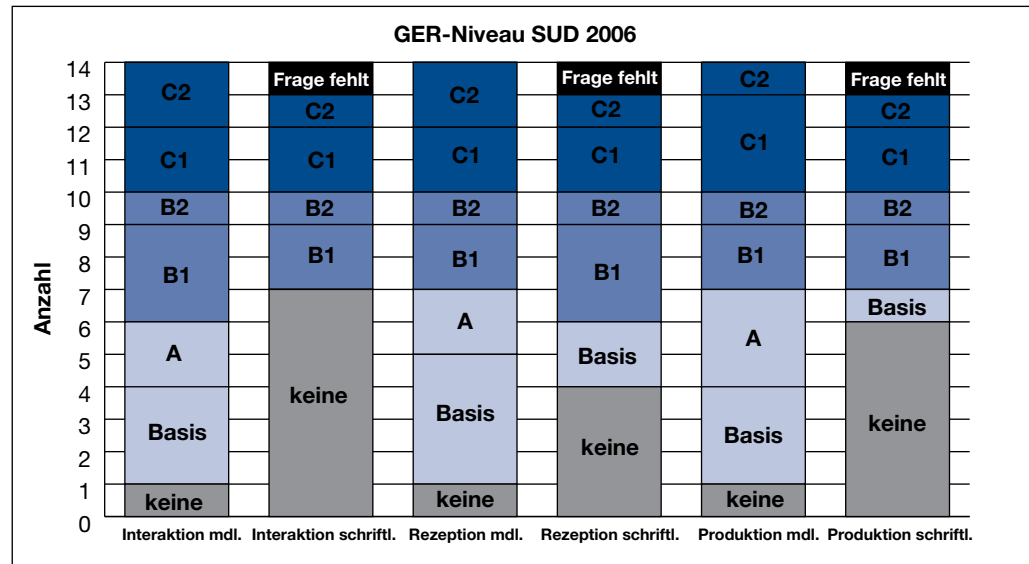 GER-Niveau SUD 2006
Anzahl
14
13
12
11
10
9
8
7
6
5
4
3
2
1
0
C2
C1
B2
B1
A
Basis
keine
Frage fehlt
C2
C1
B2
B1
keine
C2
C1
B2
B1
A
Basis
keine
Frage fehlt
C2
C1
B2
B1
Basis
keine
C2
C1
B2
B1
A
Basis
keine
Frage fehlt
C2
C1
B2
B1
Basis
keine
Interaktion mdl. Interaktion schriftl. Rezeption mdl. Rezeption schriftl. Produktion mdl. Produktion schriftl.